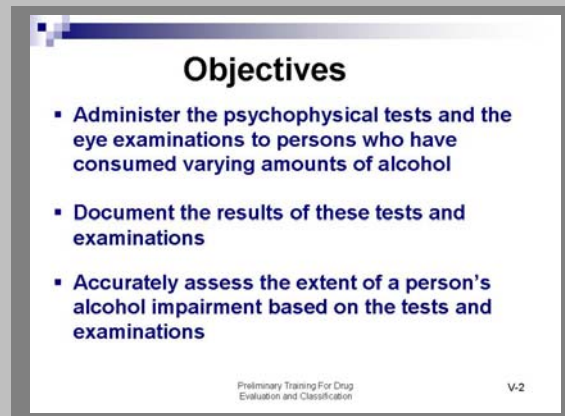 Objectives
▪ Administer the psychophysical tests and the
eye examinations to persons who have
consumed varying amounts of alcohol
▪ Document the results of these tests and
examinations
▪ Accurately assess the extent of a person's
alcohol impairment based on the tests and
examinations
Preliminary Training For Drug
Evaluation and Classification
V-2